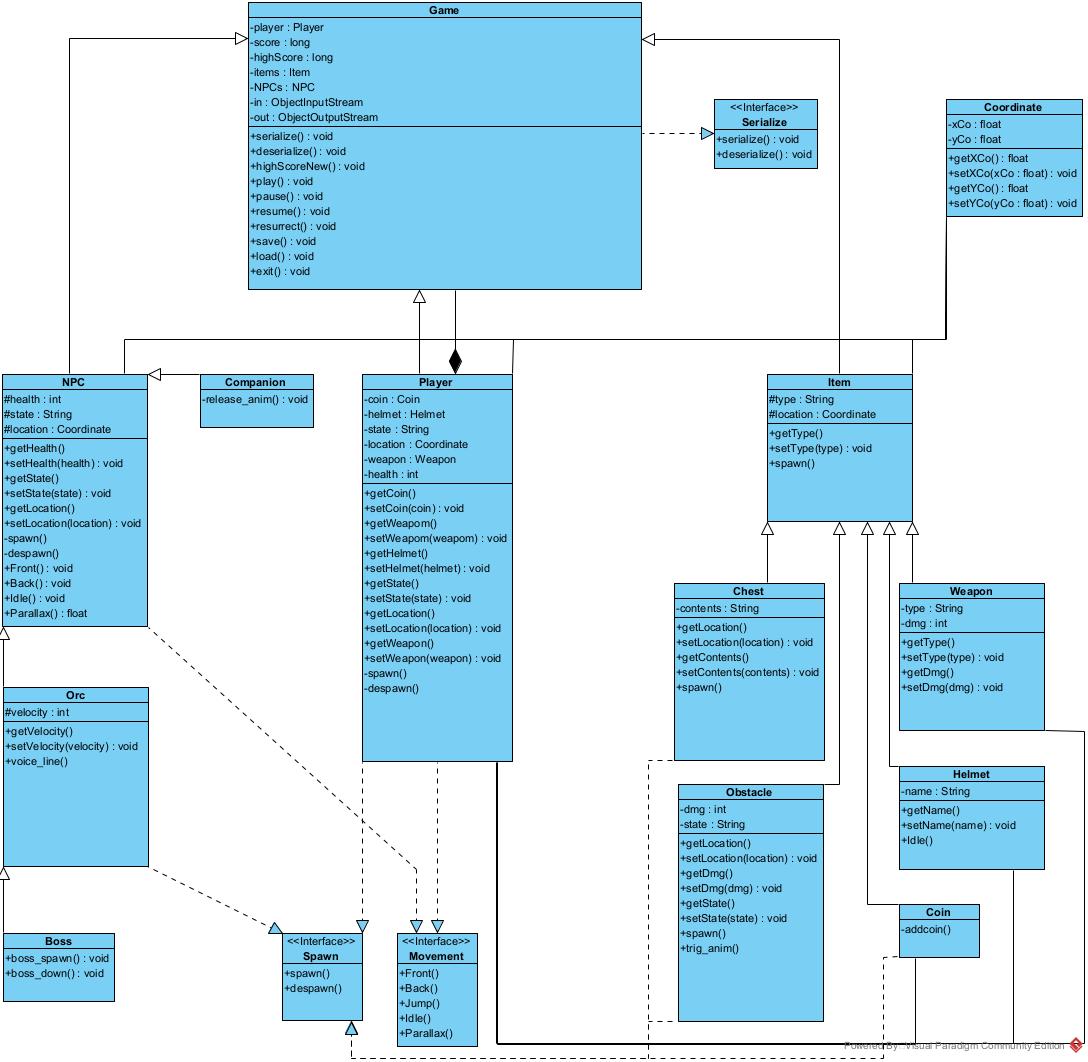 Game
-player : Player
-score : long
-highScore : long
-items : Item
-NPCs : NPC
-in : ObjectInputStream
-out : ObjectOutputStream
+serialize() : void
+deserialize() : void
+highScoreNew() : void
+play() : void
+pause() : void
+resume() : void
+resurrect() : void
+save() : void
+load() : void
+exit() : void
<<Interface>>
Serialize
+serialize() : void
+deserialize() : void
Coordinate
-xCo : float
-yCo : float
+getXCo() : float
+setXCo(xCo : float) : void
+getYCo() : float
+setYCo(yCo : float) : void
NPC
#health : int
#state : String
#location : Coordinate
+getHealth()
+setHealth(health) : void
+getState()
+setState(state) : void
+getLocation()
+setLocation(location) : void
-spawn()
-despawn()
+Front() : void
+Back() : void
+Idle() : void
+Parallax() : float
Companion
-release_anim() : void
Player
-coin : Coin
-helmet : Helmet
-state : String
-location : Coordinate
-weapon : Weapon
-health : int
+getCoin()
+setCoin(coin) : void
+getWeapom()
+setWeapom(weapom) : void
+getHelmet()
+setHelmet(helmet) : void
+getState()
+setState(state) : void
+getLocation()
+setLocation(location) : void
+getWeapon()
+setWeapon(weapon) : void
-spawn()
-despawn()
Item
#type : String
#location : Coordinate
+getType()
+setType(type) : void
+spawn()
Chest
-contents : String
+getLocation()
+setLocation(location) : void
+getContents()
+setContents(contents) : void
+spawn()
Weapon
-type : String
-dmg : int
+getType()
+setType(type) : void
+getDmg()
+setDmg(dmg) : void
Orc
#velocity : int
+getVelocity()
+setVelocity(velocity) : void
+voice_line()
Obstacle
-dmg : int
-state : String
+getLocation()
+setLocation(location) : void
+getDmg()
+setDmg(dmg) : void
+getState()
+setState(state) : void
+spawn()
+trig_anim()
Helmet
-name : String
+getName()
+setName(name) : void
+Idle()
Coin
-addcoin()
Boss
+boss_spawn() : void
+boss_down() : void
<<Interface>>
Spawn
+spawn()
+despawn()
<<Interface>>
Movement
+Front()
+Back()
+Jump()
+Idle()
+Parallax()
Powered By Visual Paradigm Community Edition